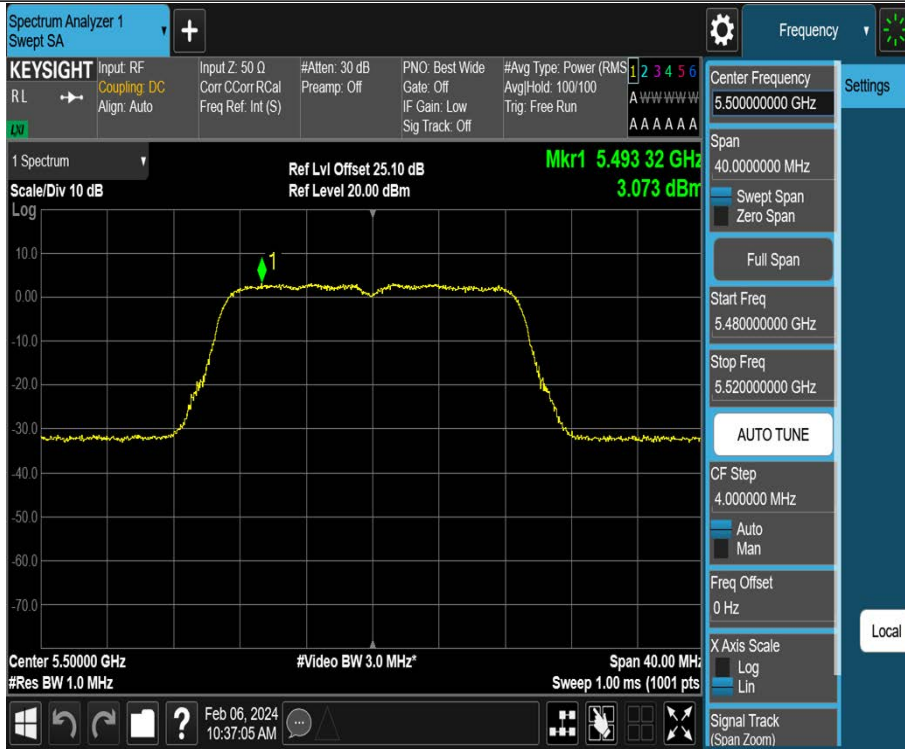 Spectrum Analyzer 1
Swept SA
Frequency
KEYSIGHT
RL
LXI
Input: RF
Coupling: DC
Align: Auto
Input Z: 50 Ω
Corr CCorr RCal
Freq Ref: Int (S)
#Atten: 30 dB
Preamp: Off
PNO: Best Wide
Gate: Off
IF Gain: Low
Sig Track: Off
#Avg Type: Power (RMS
Avg|Hold: 100/100
Trig: Free Run
1 2 3 4 5 6
A W W W W W
A A A A A A
Center Frequency
5.500000000 GHz
Settings
1 Spectrum
Scale/Div 10 dB
Ref Lvl Offset 25.10 dB
Ref Level 20.00 dBm
Mkr1 5.493 32 GHz
3.073 dBm
Log
10.0
0.00
-10.0
-20.0
-30.0
-40.0
-50.0
-60.0
-70.0
1
Center 5.50000 GHz
#Res BW 1.0 MHz
#Video BW 3.0 MHz*
Span 40.00 MHz
Sweep 1.00 ms (1001 pts
Span
40.0000000 MHz
Swept Span
Zero Span
Full Span
Start Freq
5.480000000 GHz
Stop Freq
5.520000000 GHz
AUTO TUNE
CF Step
4.000000 MHz
Auto
Man
Freq Offset
0 Hz
X Axis Scale
Log
Lin
Signal Track
(Span Zoom)
Local
?
Feb 06, 2024
10:37:05 AM